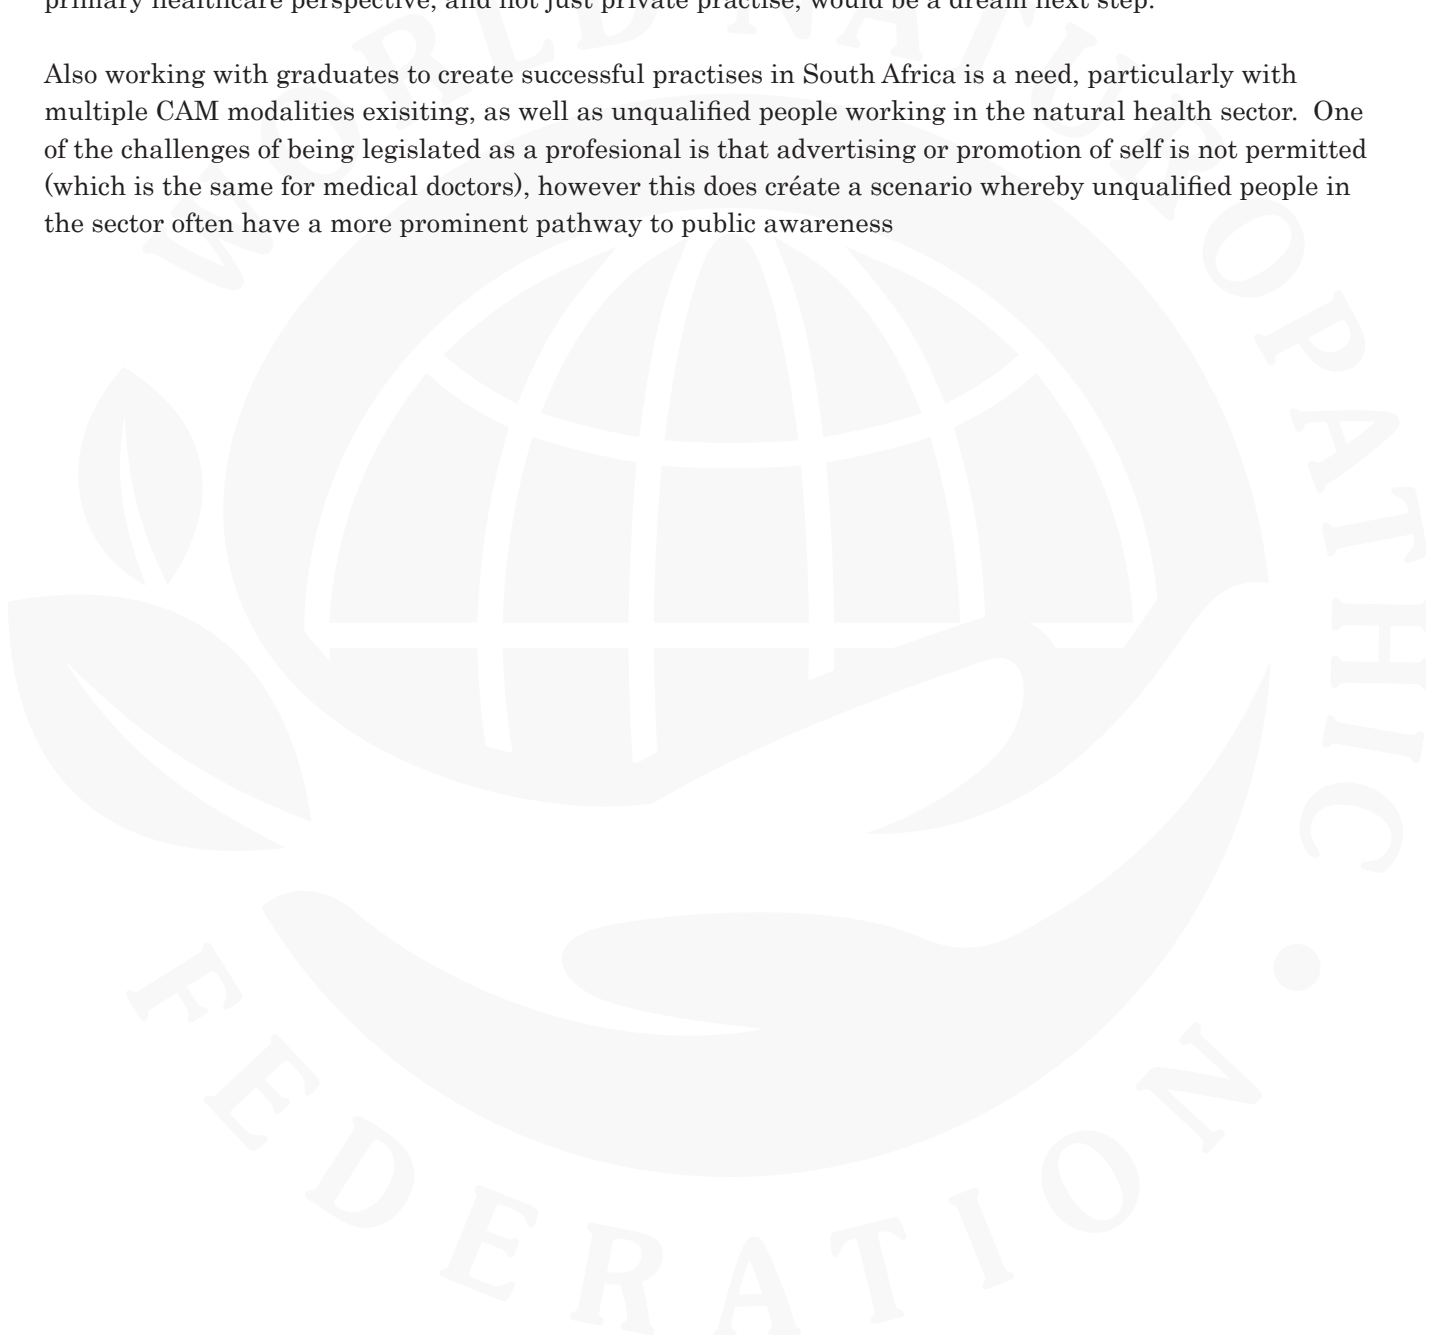 primary healthcare perspective, and not just private practise, would be a dream next step.
Also working with graduates to create successful practises in South Africa is a need, particularly with
multiple CAM modalities exisiting, as well as unqualified people working in the natural health sector.  One
of the challenges of being legislated as a profesional is that advertising or promotion of self is not permitted
(which is the same for medical doctors), however this does créate a scenario whereby unqualified people in
the sector often have a more prominent pathway to public awareness
WORLD NATUROPATHIC •
FEDERATION